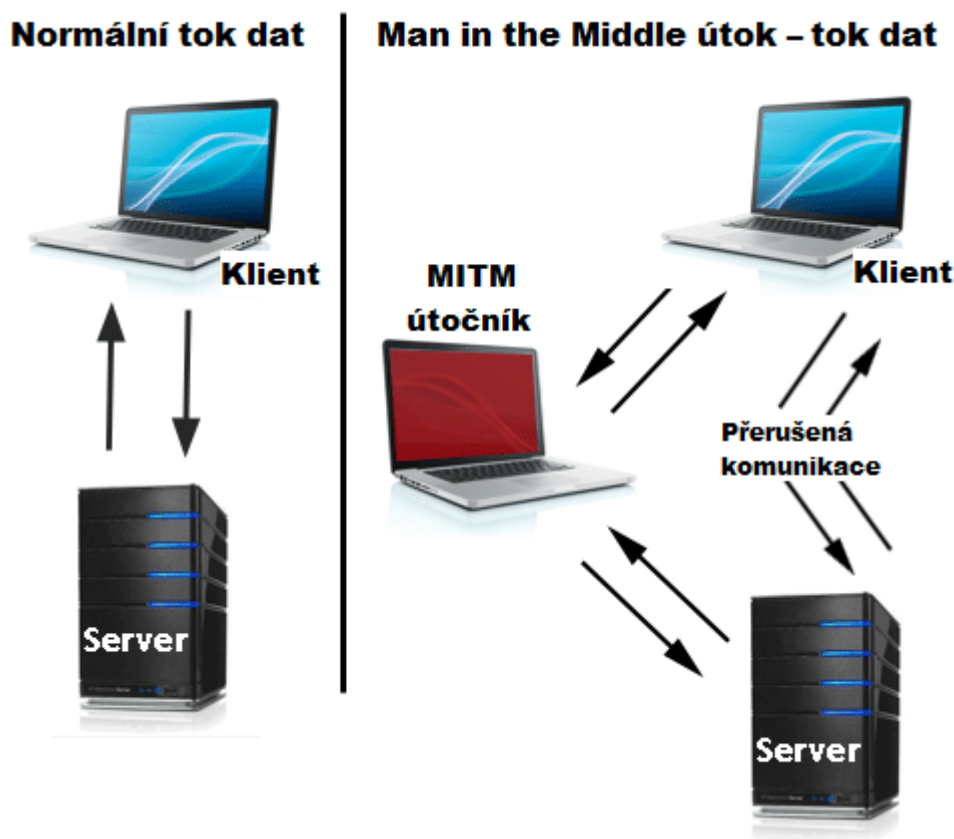 Normální tok dat
Klient
Server
Man in the Middle útok – tok dat
Klient
MITM
útočník
Přerušená
komunikace
Server